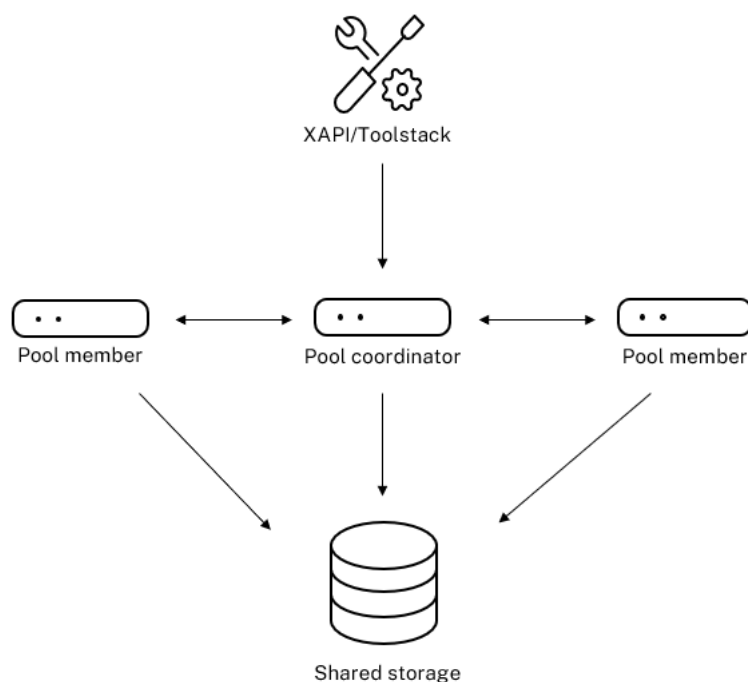 XAPI/Toolstack
Pool member
Pool coordinator
Pool member
Shared storage